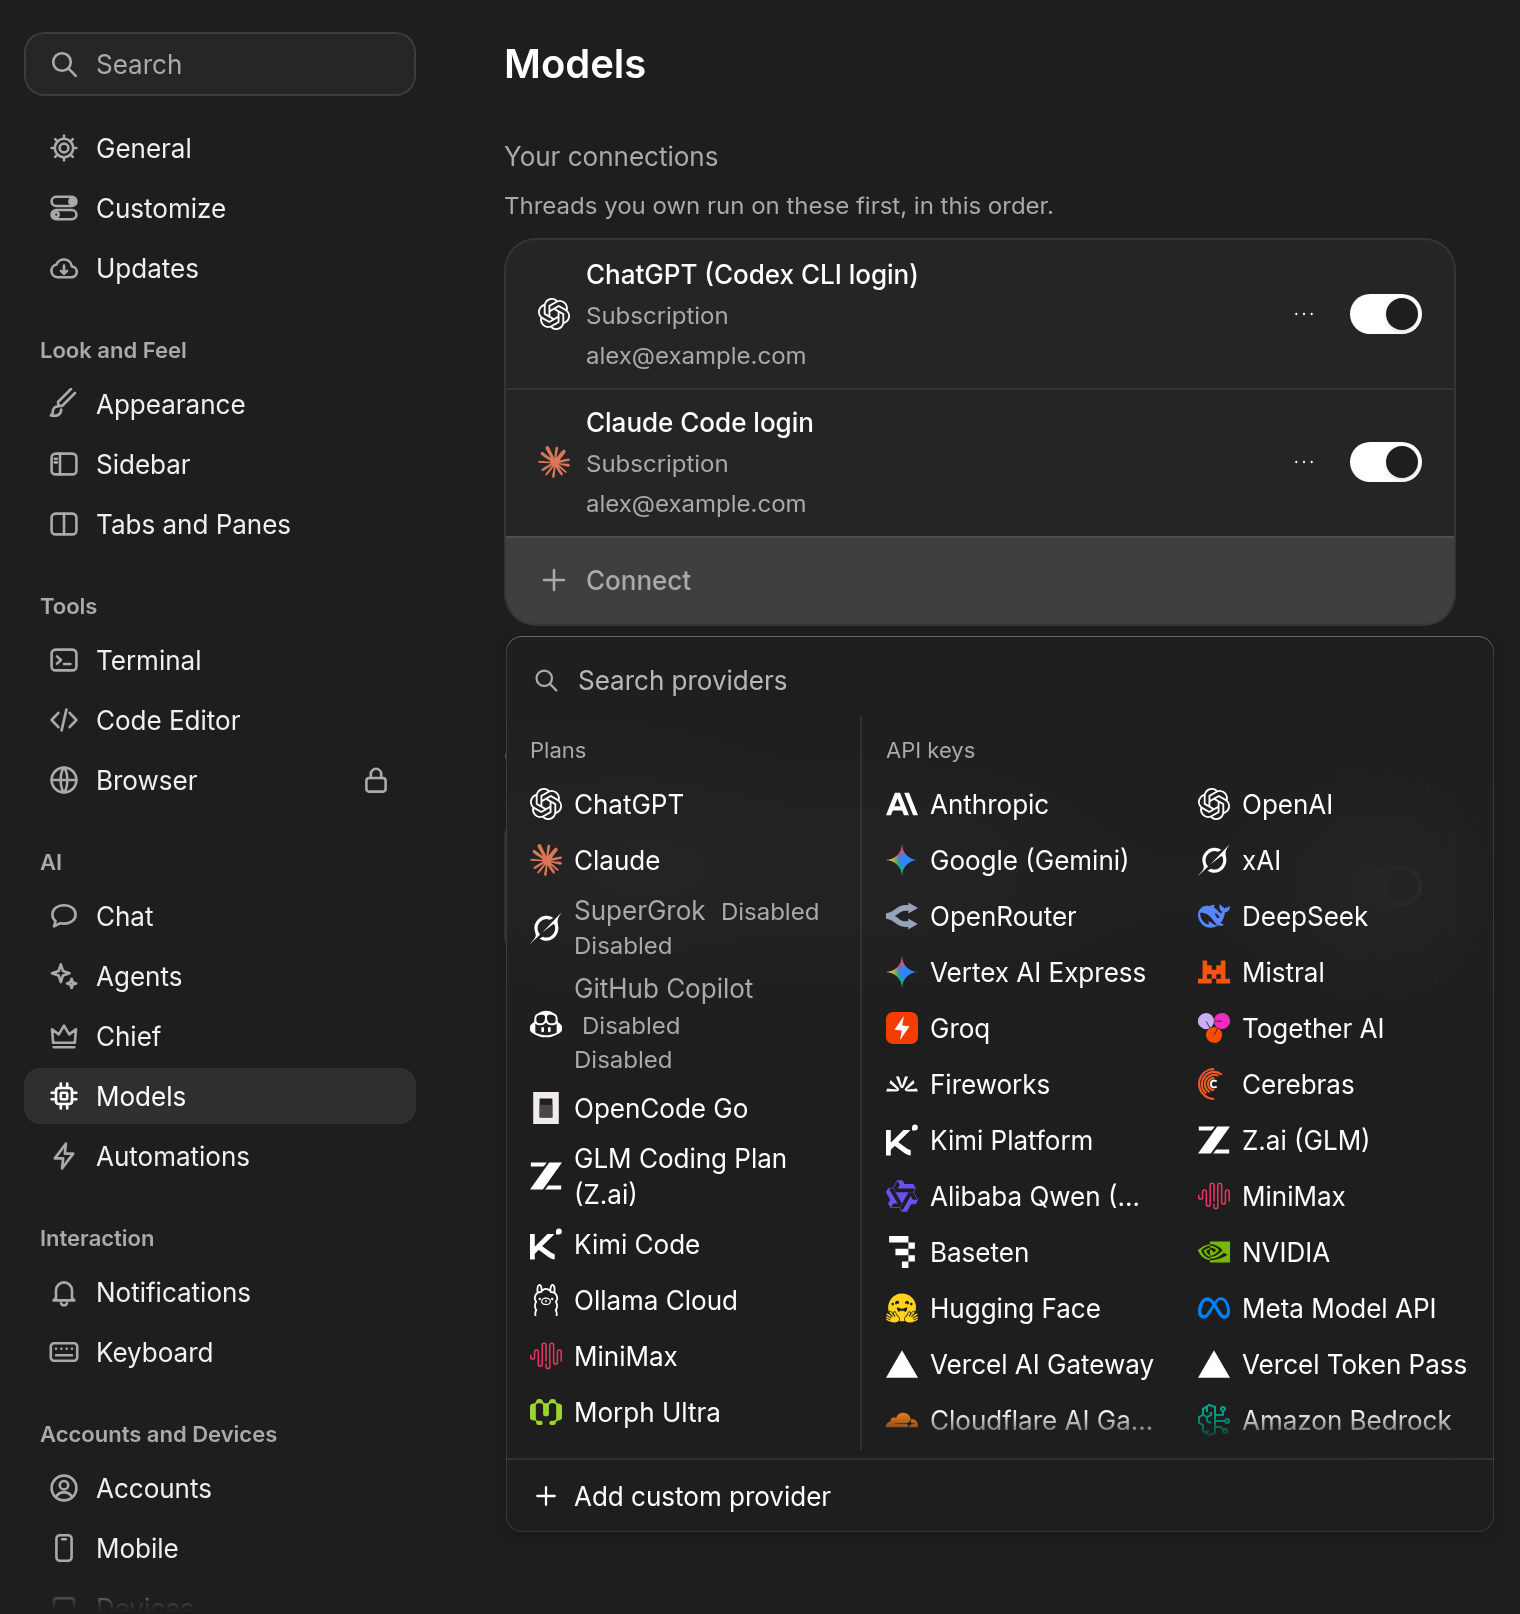 Search
General
Customize
Updates
Look and Feel
Appearance
Sidebar
Tabs and Panes
Tools
Terminal
Code Editor
Browser
AI
Chat
Agents
Chief
Models
Automations
Interaction
Notifications
Keyboard
Accounts and Devices
Accounts
Mobile
Devices
Models
Your connections
Threads you own run on these first, in this order.
ChatGPT (Codex CLI login)
Subscription
alex@example.com
Claude Code login
Subscription
alex@example.com
Connect
Search providers
Plans
ChatGPT
Claude
SuperGrok Disabled
Disabled
GitHub Copilot
Disabled
Disabled
OpenCode Go
GLM Coding Plan
(Z.ai)
Kimi Code
Ollama Cloud
MiniMax
Morph Ultra
API keys
Anthropic
OpenAI
Google (Gemini)
xAI
OpenRouter
DeepSeek
Vertex AI Express
Mistral
Groq
Together AI
Fireworks
Cerebras
Kimi Platform
Z.ai (GLM)
Alibaba Qwen (...
MiniMax
Baseten
NVIDIA
Hugging Face
Meta Model API
Vercel AI Gateway
Vercel Token Pass
Cloudflare AI Ga...
Amazon Bedrock
Add custom provider